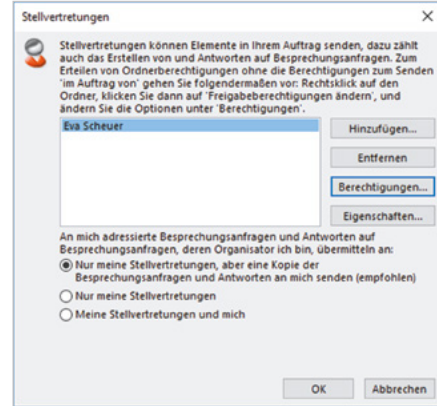 Stellvertretungen
Stellvertretungen können Elemente in Ihrem Auftrag senden, dazu zählt
auch das Erstellen von und Antworten auf Besprechungsanfragen. Zum
Erteilen von Ordnerberechtigungen ohne die Berechtigungen zum Senden
'im Auftrag von' gehen Sie folgendermaßen vor: Rechtsklick auf den
Ordner, klicken Sie dann auf 'Freigabeberechtigungen ändern', und
ändern Sie die Optionen unter 'Berechtigungen'.
Eva Scheuer
Hinzufügen...
Entfernen
Berechtigungen...
Eigenschaften...
An mich adressierte Besprechungsanfragen und Antworten auf
Besprechungsanfragen, deren Organisator ich bin, übermitteln an:
Nur meine Stellvertretungen, aber eine Kopie der
Besprechungsanfragen und Antworten an mich senden (empfohlen)
Nur meine Stellvertretungen
Meine Stellvertretungen und mich
OK Abbrechen